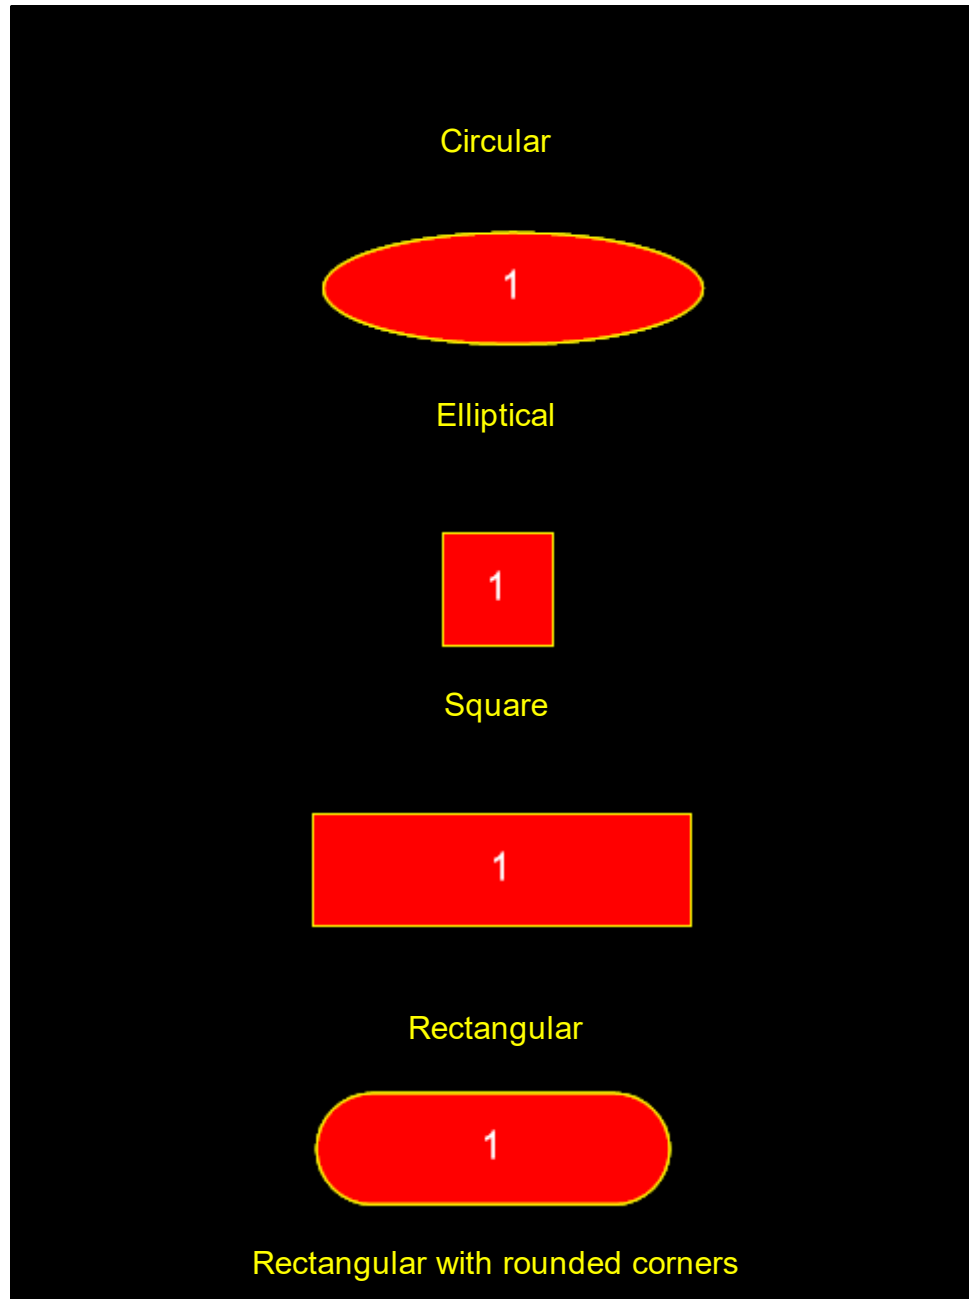 Circular
1
Elliptical
1
Square
1
Rectangular
1
Rectangular with rounded corners